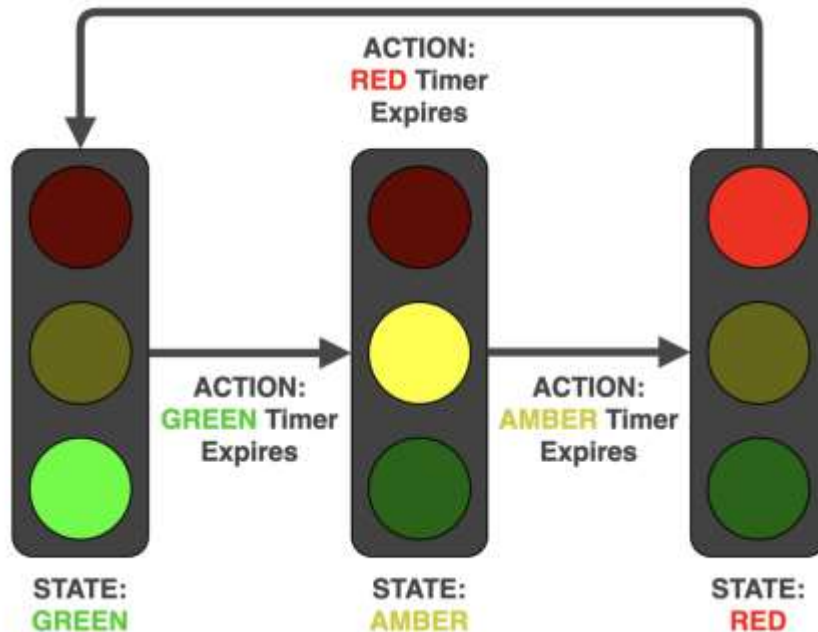 ACTION:
RED Timer
Expires
ACTION:
GREEN Timer
Expires
ACTION:
AMBER Timer
Expires
STATE:
GREEN
STATE:
AMBER
STATE:
RED